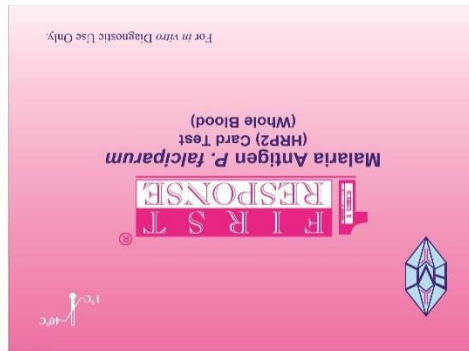 40°C
1°C
FIRST ®
RESPONSE
Malaria Antigen P. falciparum
(HRP2) Card Test
(Whole Blood)
For in vitro Diagnostic Use Only.